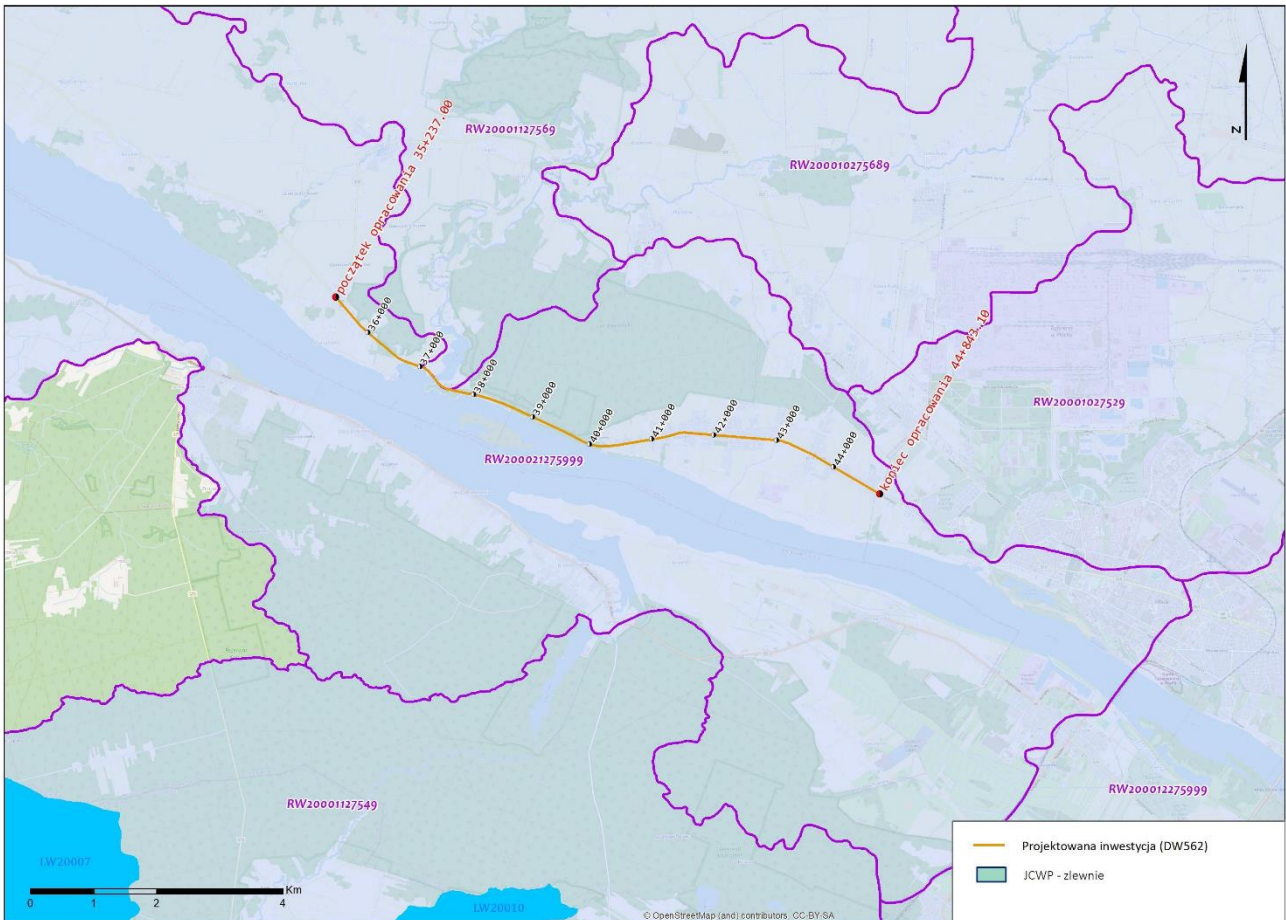 RW20001127569
RW200010275689
N
początek opracowania 35+237.00
36+000
37+000
38+000
39+000
40+000
41+000
42+000
43+000
44+000
koniec opracowania 44+843.10
RW20001027529
RW200021275999
RW20001127549
RW200012275999
LW20007
LW20010
0 1 2 4 Km
Projektowana inwestycja (DW562)
JCWP - zlewnie
© OpenStreetMap (and) contributors, CC-BY-SA